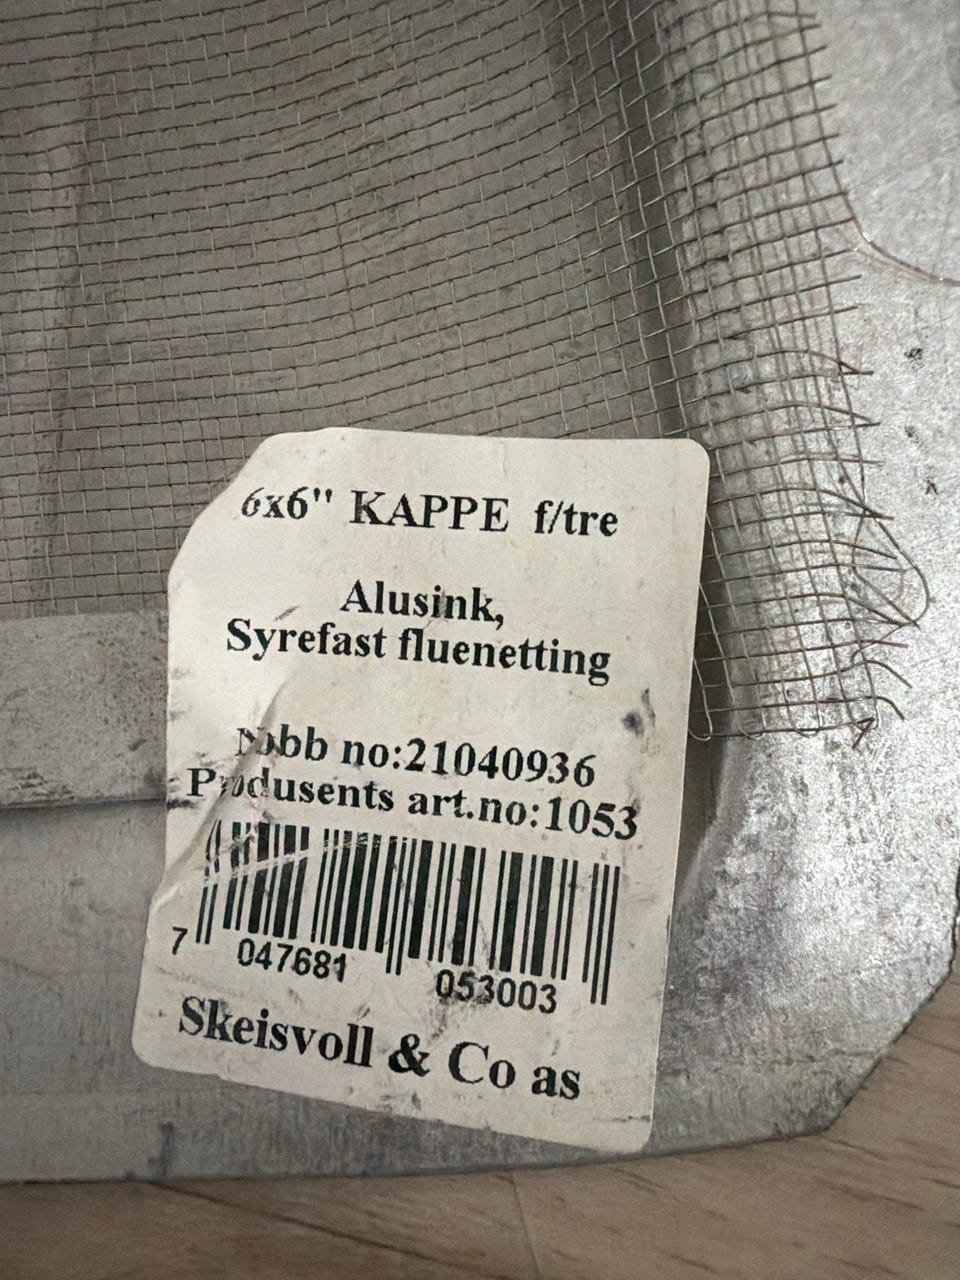 6x6" KAPPE f/tre
Alusink,
Syrefast fluenetting
Nobb no:21040936
Produsents art.no:1053
7 047681 053003
Skeisvoll & Co as